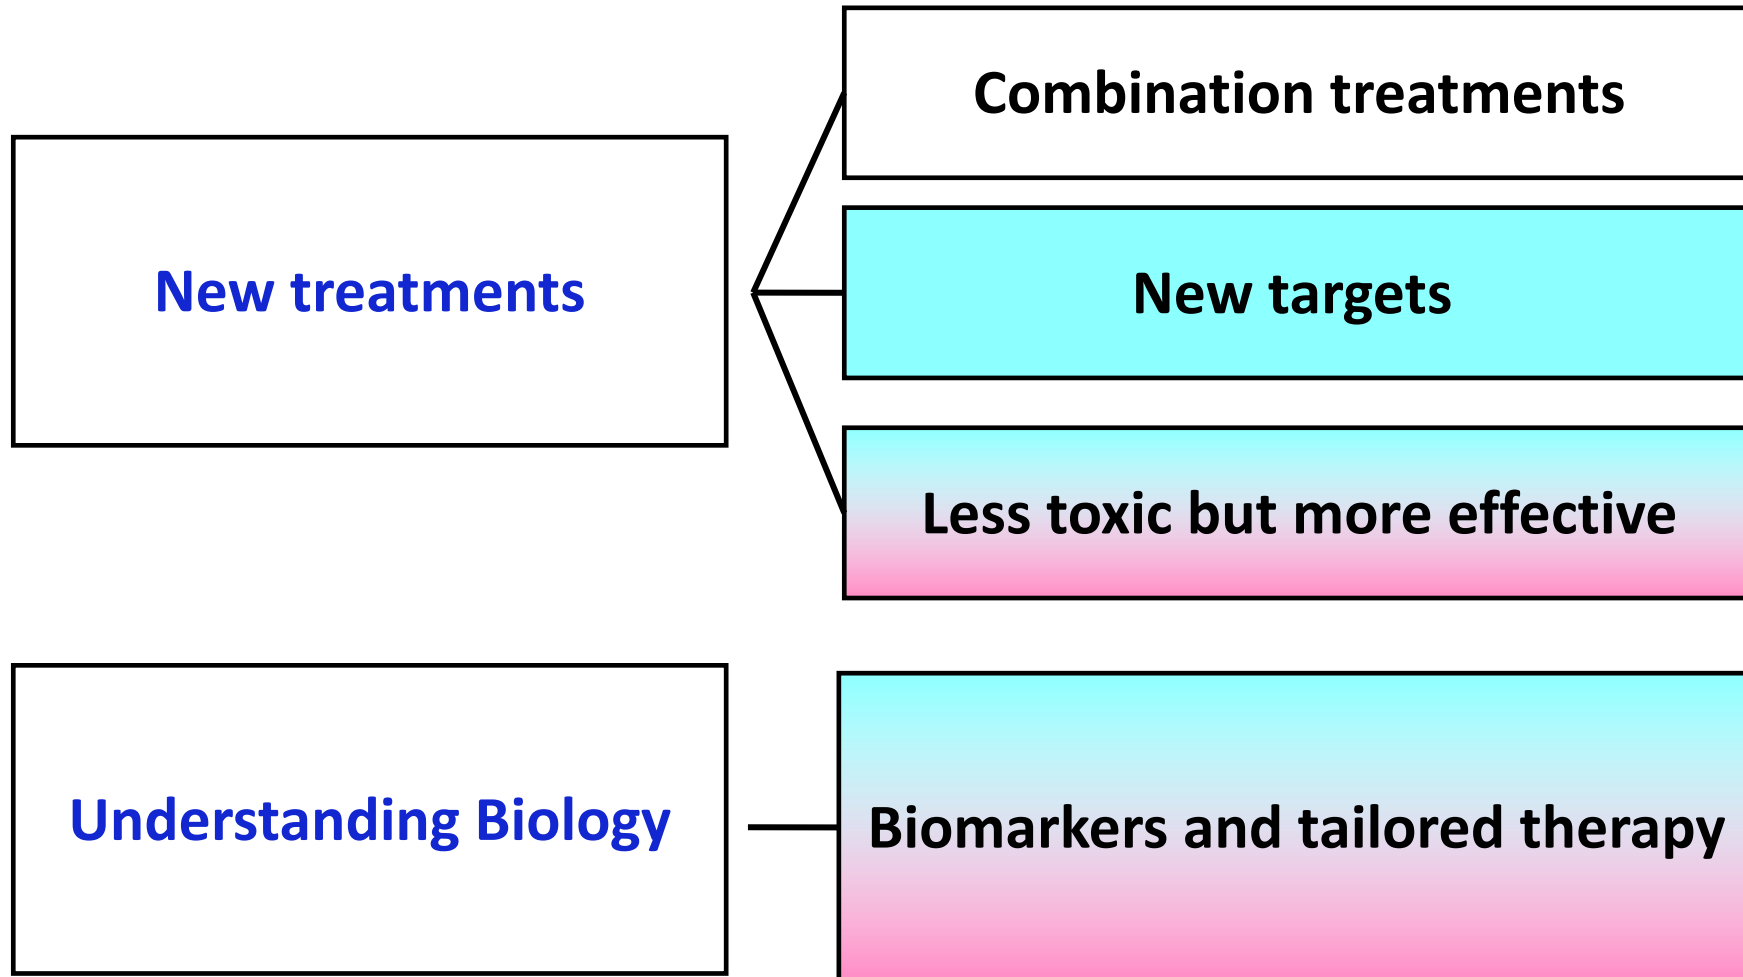 Combination treatments
New treatments
New targets
Less toxic but more effective
Understanding Biology
Biomarkers and tailored therapy